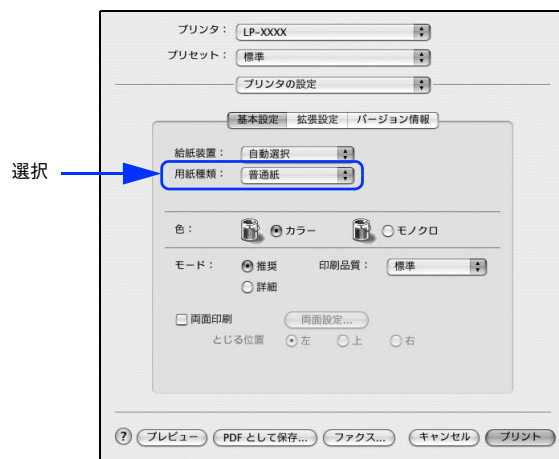 プリンタ： LP-XXXX
プリセット： 標準
プリンタの設定
基本設定 拡張設定 バージョン情報
給紙装置： 自動選択
選択 用紙種類： 普通紙
色： カラー モノクロ
モード： 推奨 印刷品質： 標準
詳細
両面印刷 両面設定...
とじる位置 左 上 右
? プレビュー PDF として保存... ファクス... キャンセル プリント